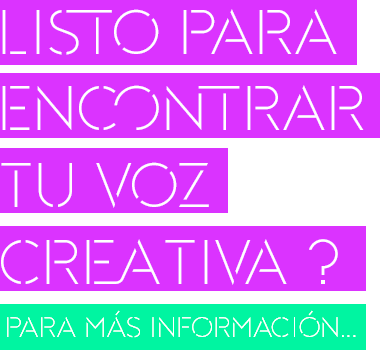 LISTO PARA
ENCONTRAR
TU VOZ
CREATIVA ?
PARA MÁS INFORMACIÓN...